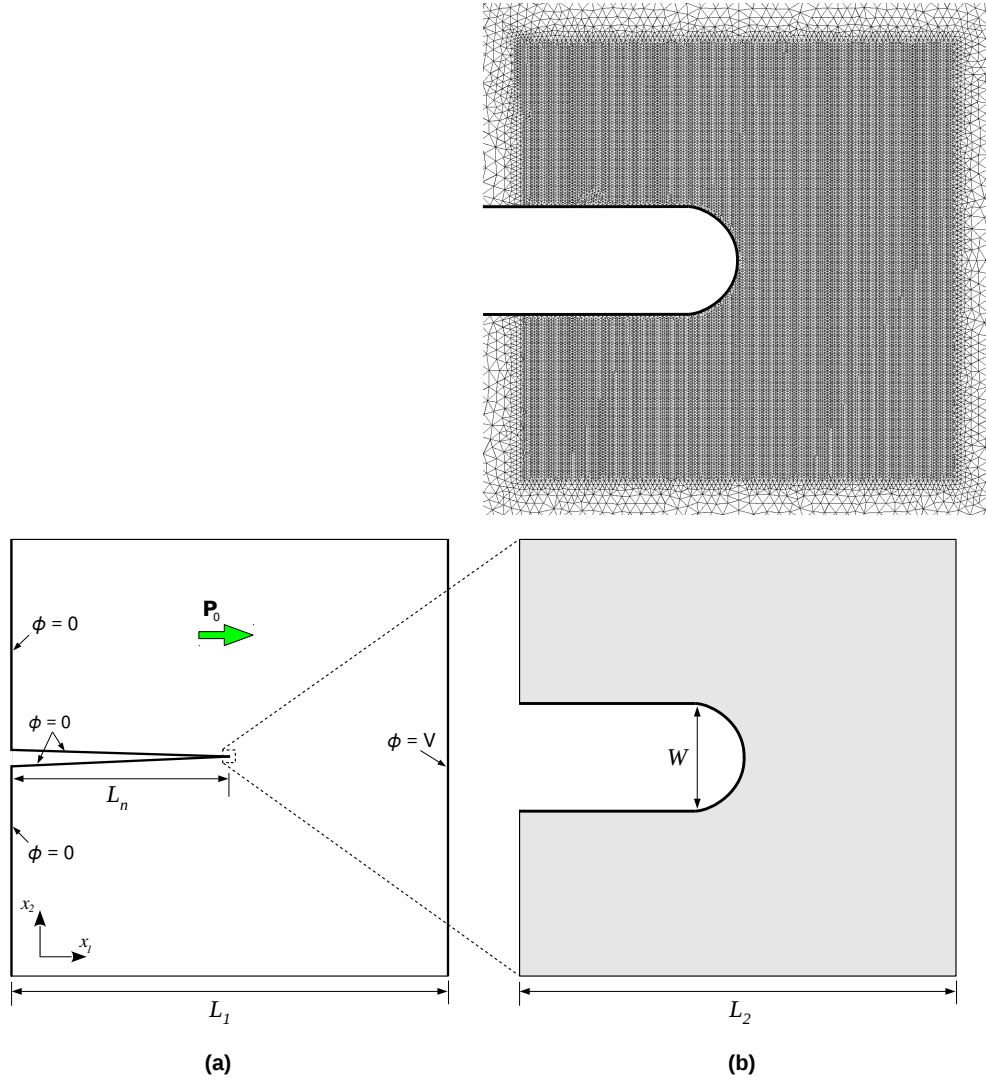 P₀
ϕ = 0
ϕ = 0
ϕ = V
Lₙ
W
ϕ = 0
x₂
x₁
L₁
L₂
(a)
(b)